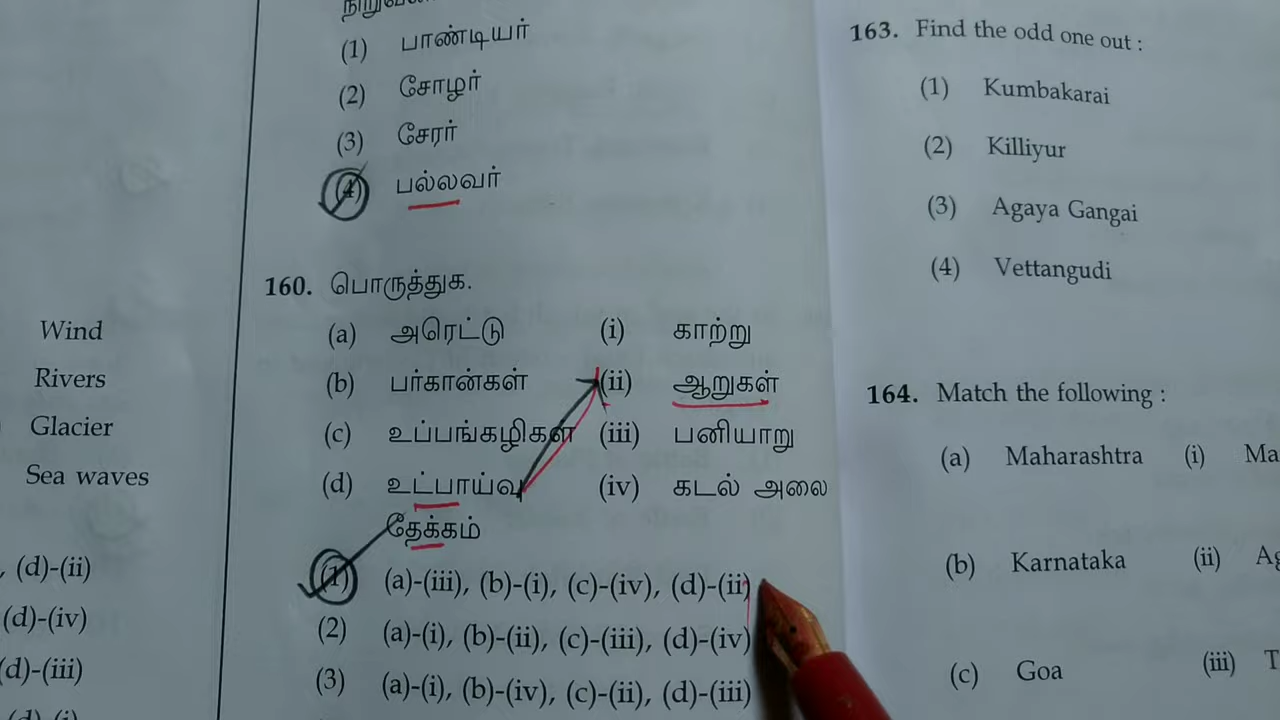 Wind
Rivers
Glacier
Sea waves
, (d)-(ii)
(d)-(iv)
(d)-(iii)
(1) பாண்டியர்
(2) சோழர்
(3) சேரர்
(4) பல்லவர்
160. பொருத்துக.
(a) அரெட்டு (i) காற்று
(b) பர்கான்கள் (ii) ஆறுகள்
(c) உப்பங்கழிகள் (iii) பனியாறு
(d) உட்பாய்வு (iv) கடல் அலை
தேக்கம்
(1) (a)-(iii), (b)-(i), (c)-(iv), (d)-(ii)
(2) (a)-(i), (b)-(ii), (c)-(iii), (d)-(iv)
(3) (a)-(i), (b)-(iv), (c)-(ii), (d)-(iii)
163. Find the odd one out :
(1) Kumbakarai
(2) Killiyur
(3) Agaya Gangai
(4) Vettangudi
164. Match the following :
(a) Maharashtra (i) Ma
(b) Karnataka (ii) Ag
(c) Goa (iii) T